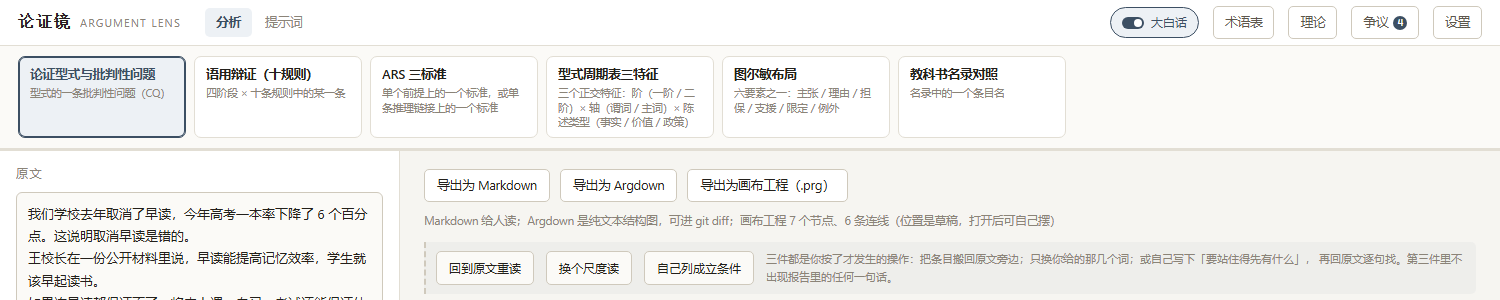 论证镜 ARGUMENT LENS 分析 提示词 大白话 术语表 理论 争议 4 设置
论证型式与批判性问题
型式的一条批判性问题（CQ）
语用辩证（十规则）
四阶段 × 十条规则中的某一条
ARS 三标准
单个前提上的一个标准，或单
条推理链接上的一个标准
型式周期表三特征
三个正交特征：阶（一阶 / 二
阶）× 轴（谓词 / 主词）× 陈
述类型（事实 / 价值 / 政策）
图尔敏布局
六要素之一：主张 / 理由 / 担
保 / 支援 / 限定 / 例外
教科书名录对照
名录中的一个条目名
原文
我们学校去年取消了早读，今年高考一本率下降了 6 个百分
点。这说明取消早读是错的。
王校长在一份公开材料里说，早读能提高记忆效率，学生就
该早起读书。
导出为 Markdown 导出为 Argdown 导出为画布工程（.prg）
Markdown 给人读；Argdown 是纯文本结构图，可进 git diff；画布工程 7 个节点、6 条连线（位置是草稿，打开后可自己摆）
回到原文重读 换个尺度读 自己列成立条件
三件都是你按了才发生的操作：把条目搬回原文旁边；只换你给的那几个词；或自己写下「要站住得先有什么」，再回原文逐句找。第三件里不
出现报告里的任何一句话。